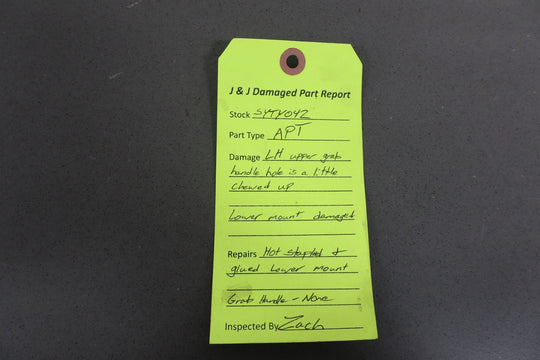 J & J Damaged Part Report
Stock SYTY042
Part Type APT
Damage LH upper grab
handle hole is a little
chewed up
Lower mount damaged
Repairs Hot stapled &
glued Lower mount
Grab Handle - None
Inspected By Zach